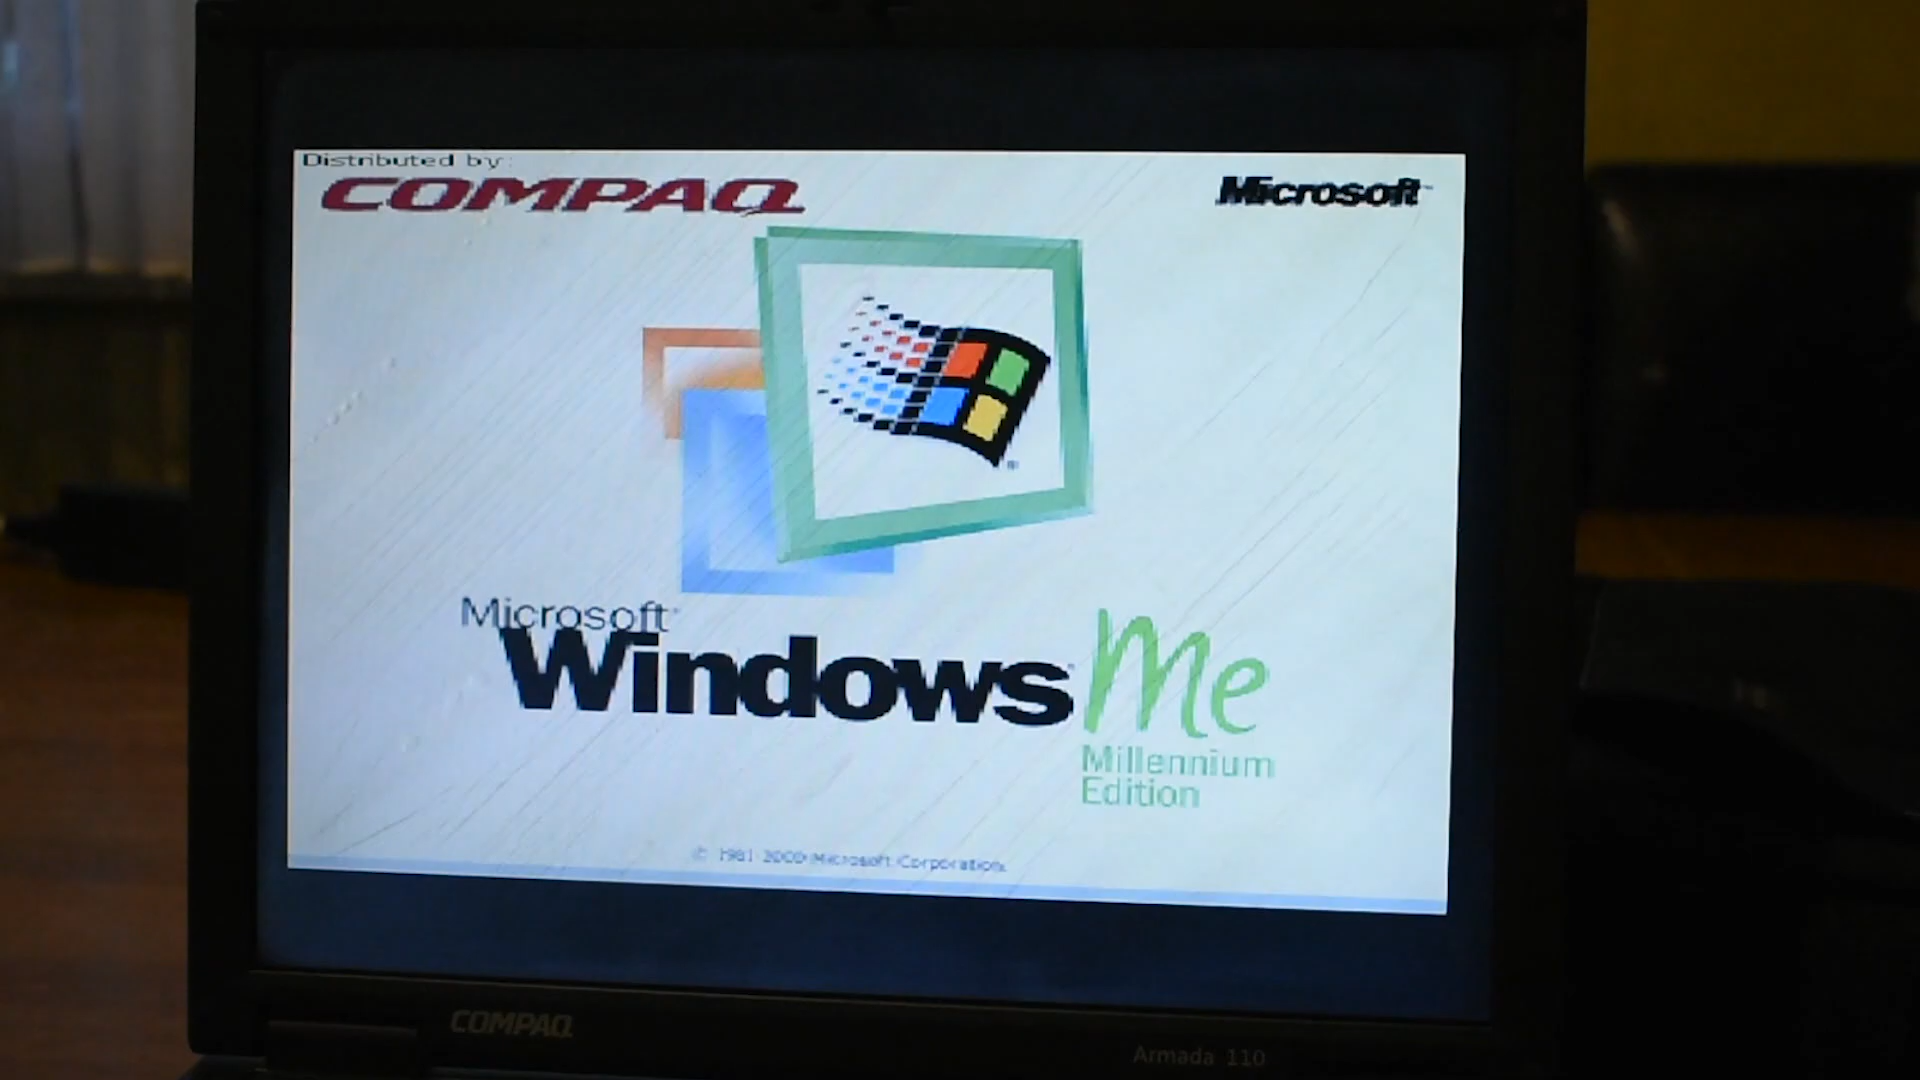 Distributed by:
COMPAQ
Microsoft
Microsoft
Windows Me
Millennium
Edition
© 1981-2000 Microsoft Corporation.
COMPAQ
Armada 110